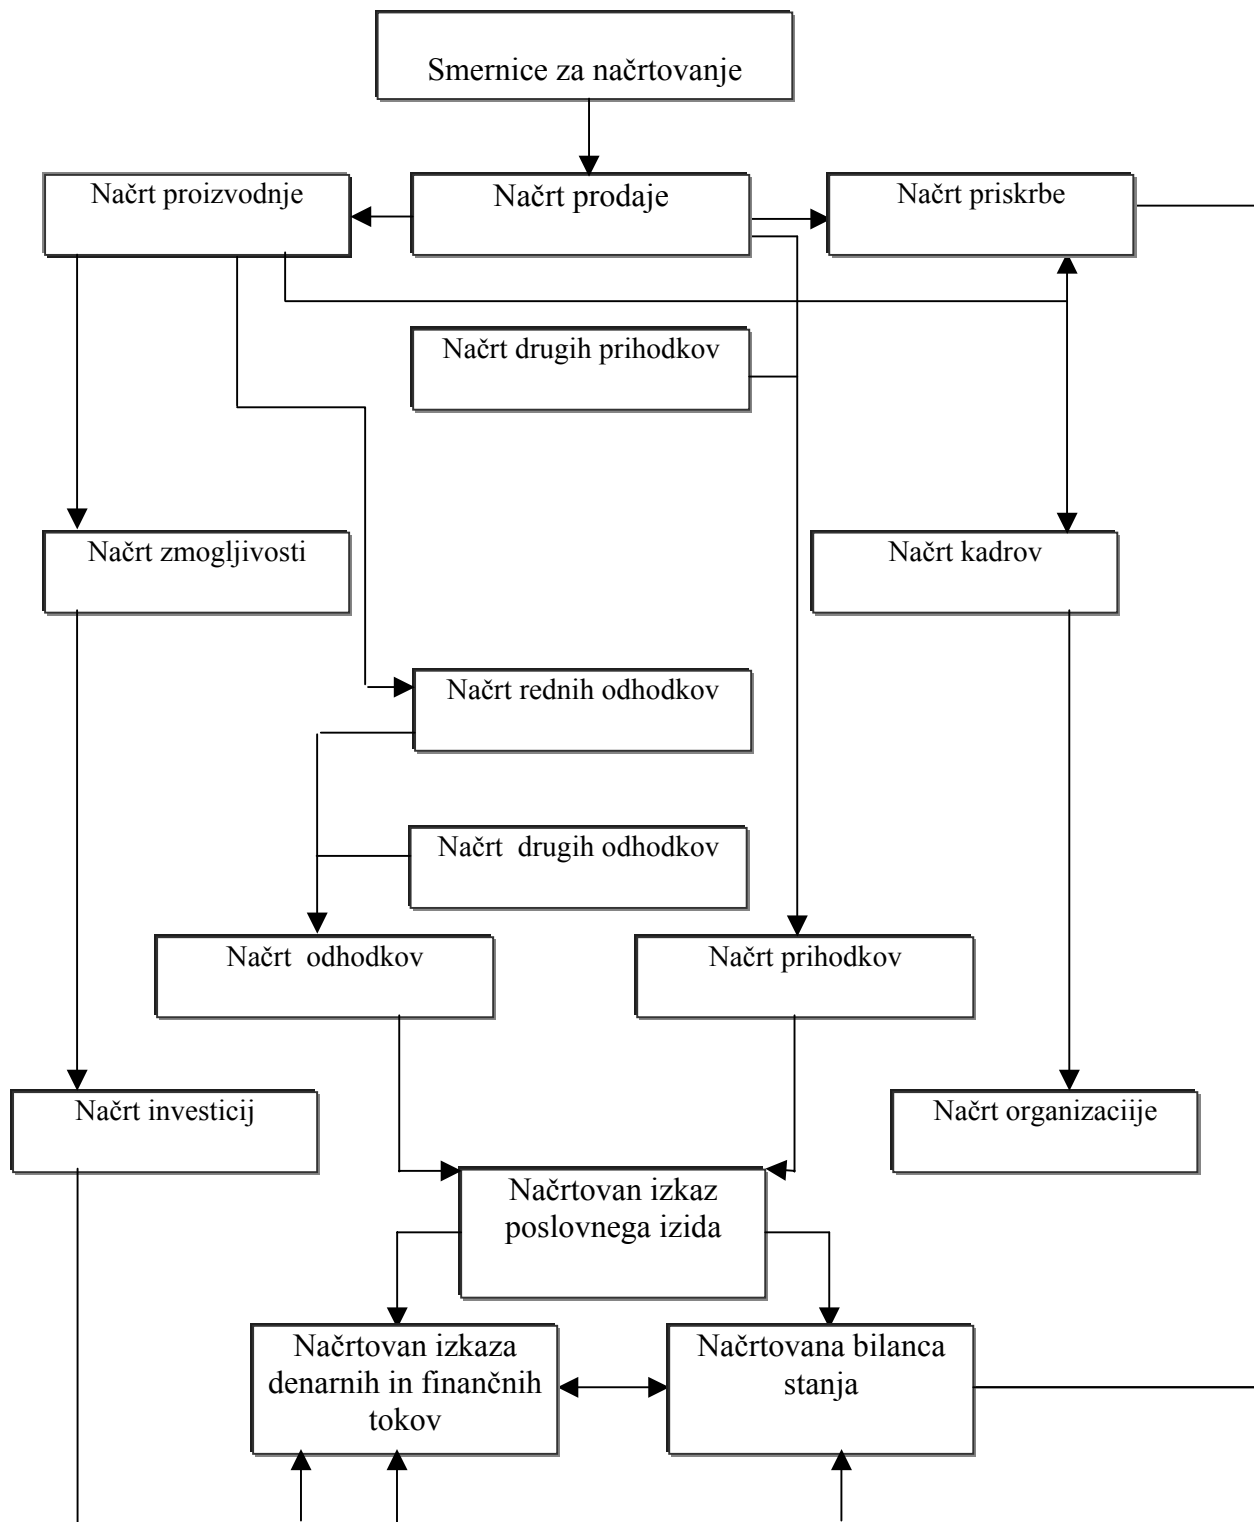 Smernice za načrtovanje
Načrt proizvodnje
Načrt prodaje
Načrt priskrbe
Načrt drugih prihodkov
Načrt zmogljivosti
Načrt kadrov
Načrt rednih odhodkov
Načrt drugih odhodkov
Načrt odhodkov
Načrt prihodkov
Načrt investicij
Načrt organizaciije
Načrtovan izkaz
poslovnega izida
Načrtovan izkaza
denarnih in finančnih
tokov
Načrtovana bilanca
stanja